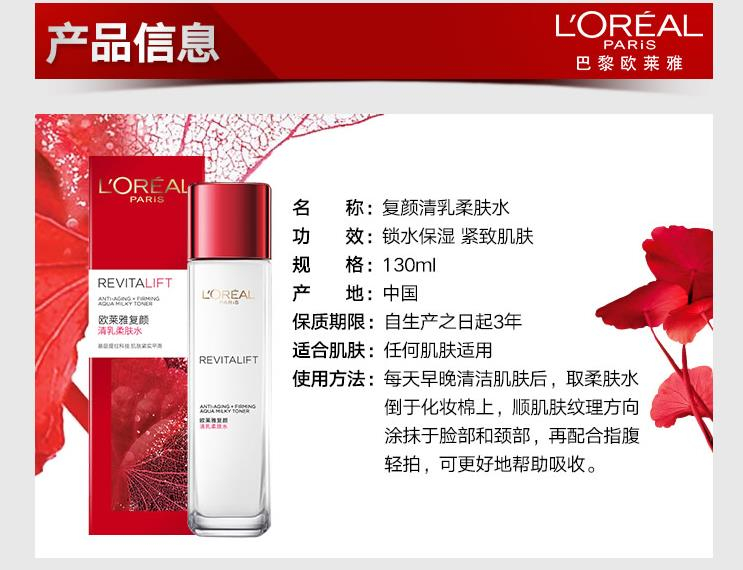 产品信息
L'ORÉAL
PARIS
巴黎欧莱雅
L'ORÉAL
PARIS
REVITALIFT
ANTI-AGING + FIRMING
AQUA MILKY TONER
欧莱雅复颜
清乳柔肤水
L'ORÉAL
PARIS
REVITALIFT
ANTI-AGING + FIRMING
AQUA MILKY TONER
欧莱雅复颜
清乳柔肤水
名 称：复颜清乳柔肤水
功 效：锁水保湿 紧致肌肤
规 格：130ml
产 地：中国
保质期限：自生产之日起3年
适合肌肤：任何肌肤适用
使用方法：每天早晚清洁肌肤后，取柔肤水
倒于化妆棉上，顺肌肤纹理方向
涂抹于脸部和颈部，再配合指腹
轻拍，可更好地帮助吸收。